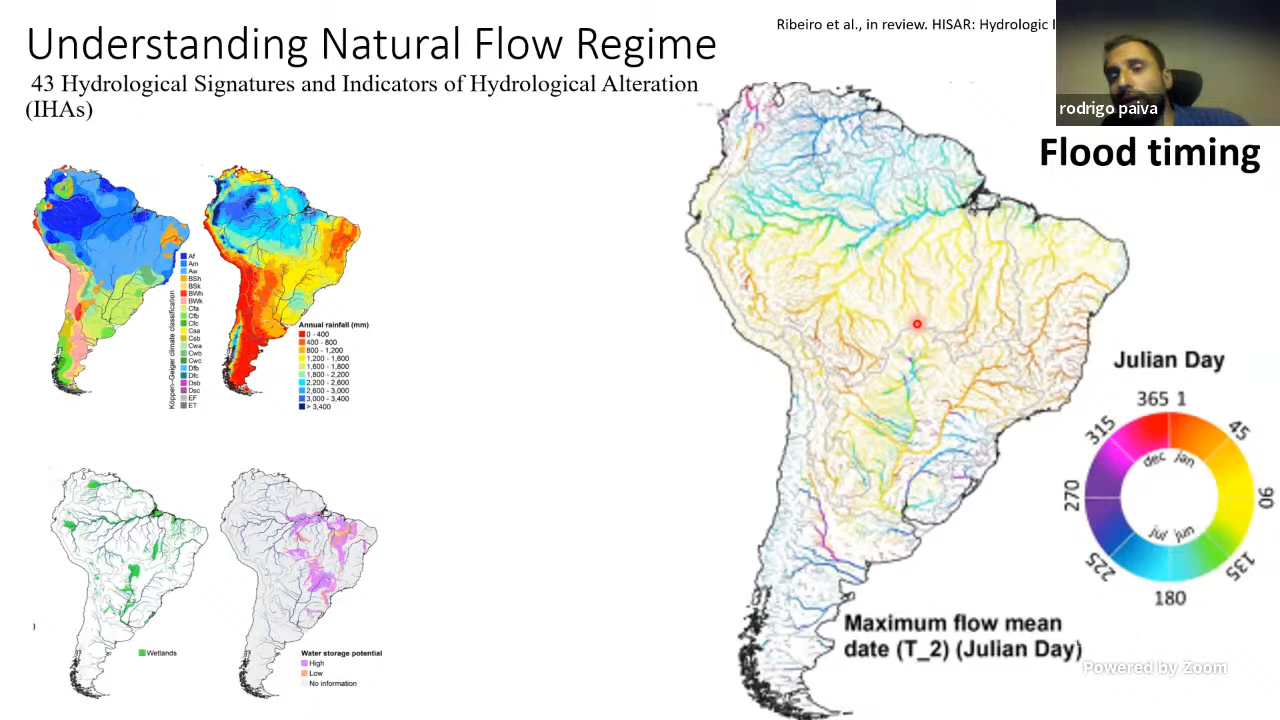 Understanding Natural Flow Regime
43 Hydrological Signatures and Indicators of Hydrological Alteration
(IHAs)
Ribeiro et al., in review. HISAR: Hydrologic
rodrigo paiva
Flood timing
Köppen–Geiger climate classification
Af
Am
Aw
BSh
BSk
BWh
BWk
Cfa
Cfb
Cfc
Csa
Csb
Cwa
Cwb
Cwc
Dfb
Dfc
Dsb
Dsc
EF
ET
Annual rainfall (mm)
0 - 400
400 - 800
800 - 1,200
1,200 - 1,600
1,600 - 1,800
1,800 - 2,200
2,200 - 2,600
2,600 - 3,000
3,000 - 3,400
> 3,400
)
Wetlands
Water storage potential
High
Low
No information
Julian Day
365 1
315
45
dec jan
270
90
jul jun
225
135
180
Maximum flow mean
date (T_2) (Julian Day)
Powered by Zoom